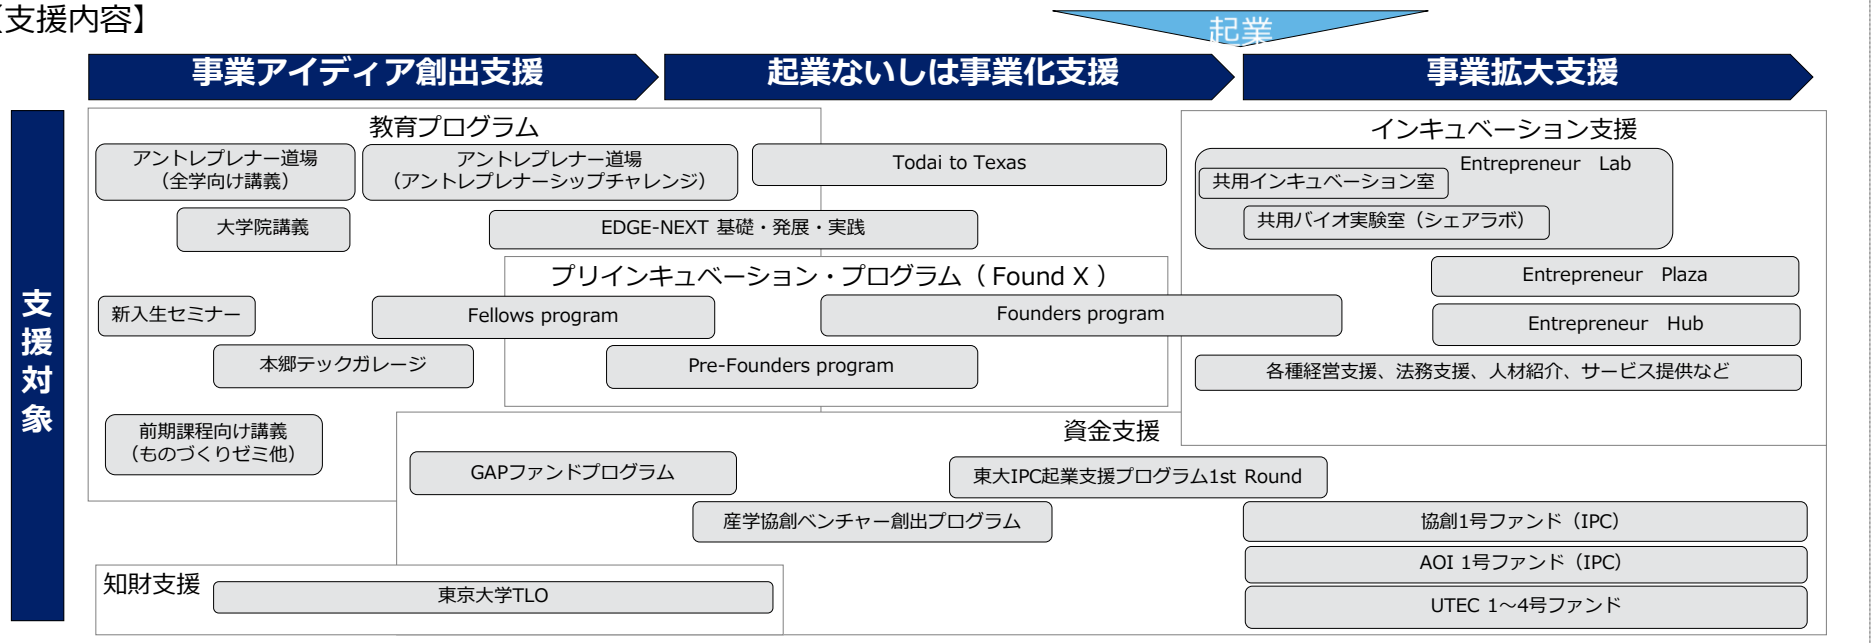 【支援内容】
起業
事業アイディア創出支援
起業ないしは事業化支援
事業拡大支援
支援対象
教育プログラム
アントレプレナー道場
（全学向け講義）
アントレプレナー道場
（アントレプレナーシップチャレンジ）
Todai to Texas
大学院講義
EDGE-NEXT 基礎・発展・実践
プリインキュベーション・プログラム（ Found X ）
新入生セミナー
Fellows program
Founders program
本郷テックガレージ
Pre-Founders program
前期課程向け講義
（ものづくりゼミ他）
インキュベーション支援
Entrepreneur Lab
共用インキュベーション室
共用バイオ実験室（シェアラボ）
Entrepreneur Plaza
Entrepreneur Hub
各種経営支援、法務支援、人材紹介、サービス提供など
資金支援
GAPファンドプログラム
東大IPC起業支援プログラム1st Round
産学協創ベンチャー創出プログラム
協創1号ファンド（IPC）
AOI 1号ファンド（IPC）
UTEC 1～4号ファンド
知財支援
東京大学TLO